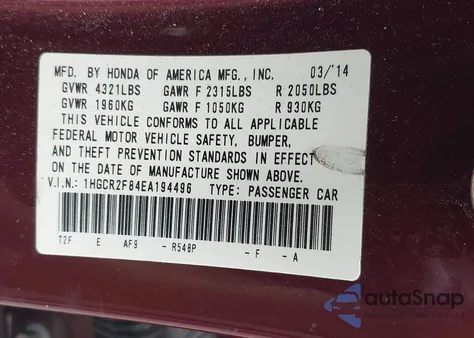 MFD. BY HONDA OF AMERICA MFG., INC. 03/'14
GVWR 4321LBS GAWR F 2315LBS R 2050LBS
GVWR 1960KG GAWR F 1050KG R 930KG
THIS VEHICLE CONFORMS TO ALL APPLICABLE
FEDERAL MOTOR VEHICLE SAFETY, BUMPER,
AND THEFT PREVENTION STANDARDS IN EFFECT
ON THE DATE OF MANUFACTURE SHOWN ABOVE.
V.I.N.: 1HGCR2F84EA194496 TYPE: PASSENGER CAR
T2F E AF9 - R548P - F - A
autoSnap